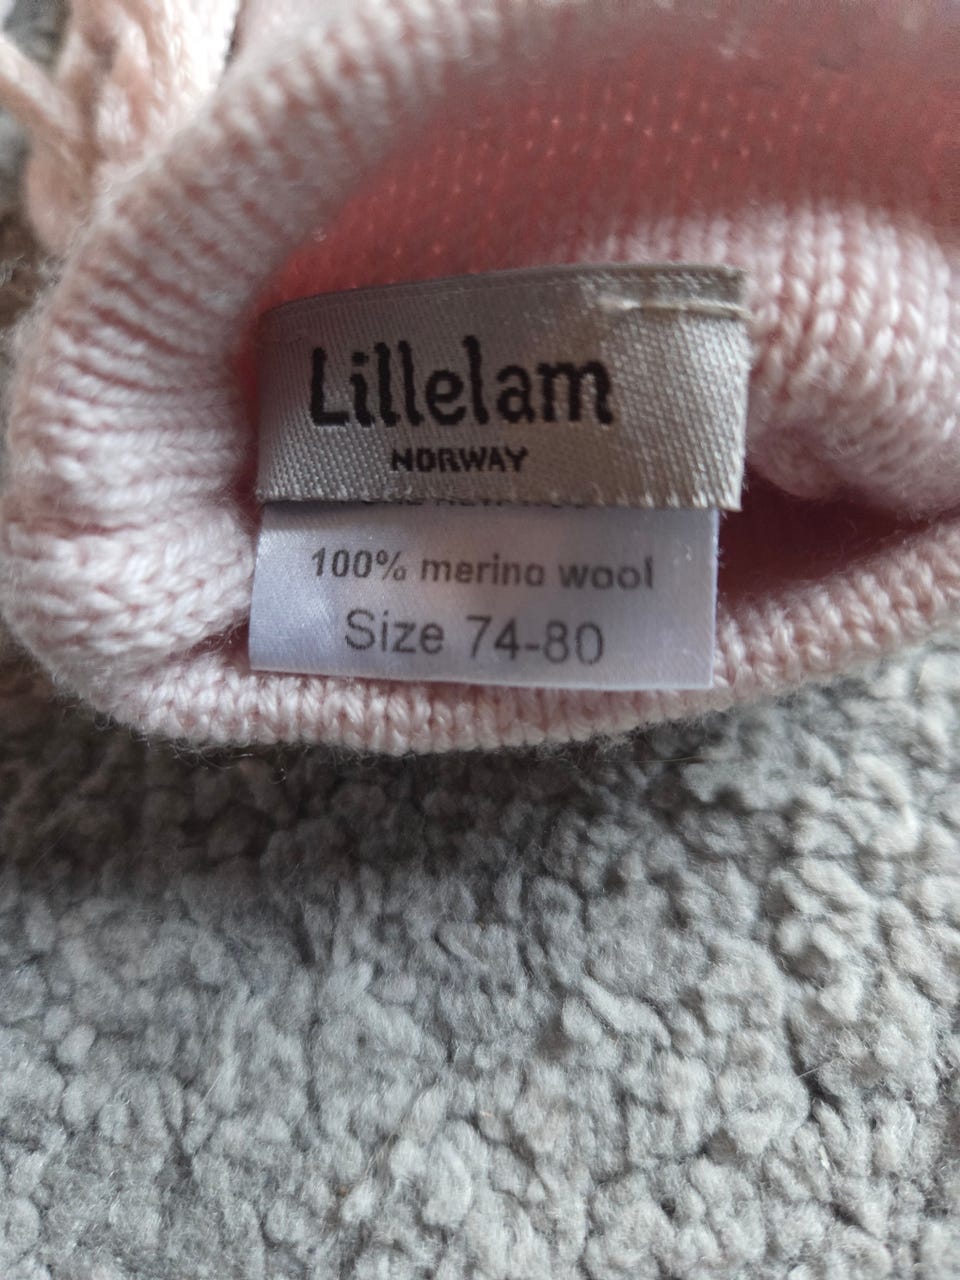 Lillelam
NORWAY
100% merino wool
Size 74-80